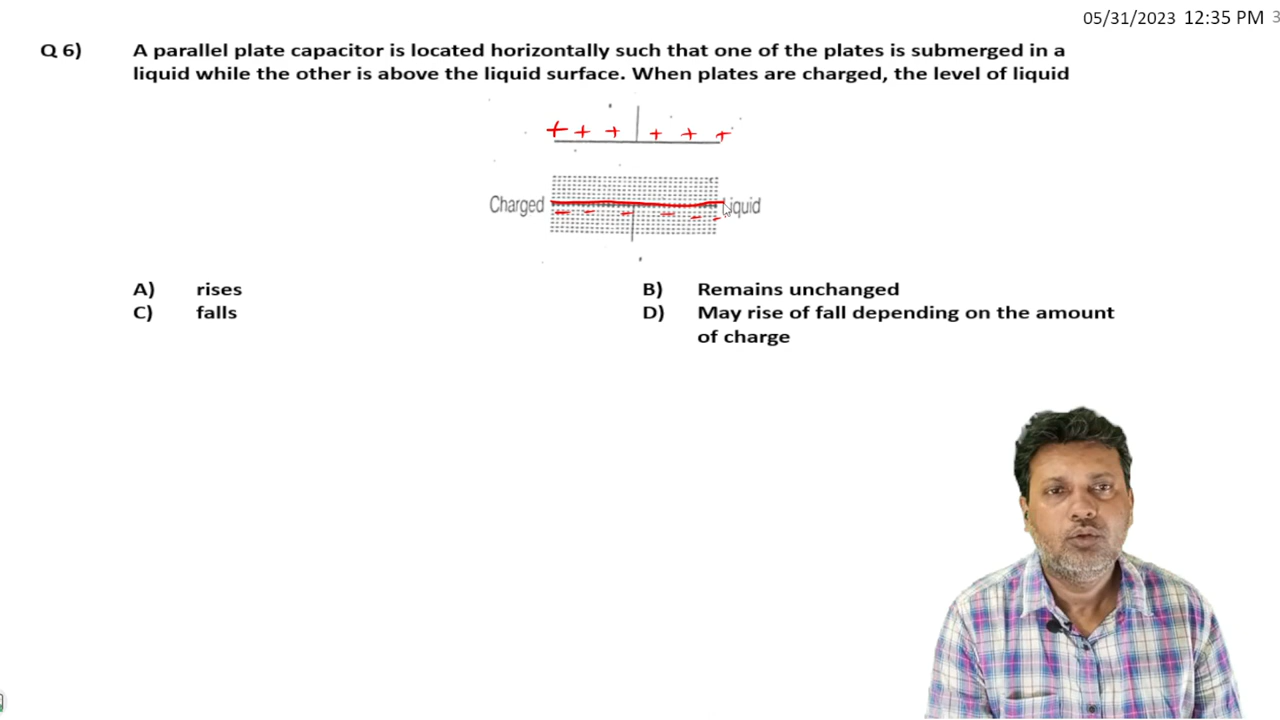 05/31/2023 12:35 PM 3
Q 6) A parallel plate capacitor is located horizontally such that one of the plates is submerged in a
liquid while the other is above the liquid surface. When plates are charged, the level of liquid
+ + + + + +
Charged Liquid
- - - - - -
A) rises B) Remains unchanged
C) falls D) May rise of fall depending on the amount
of charge